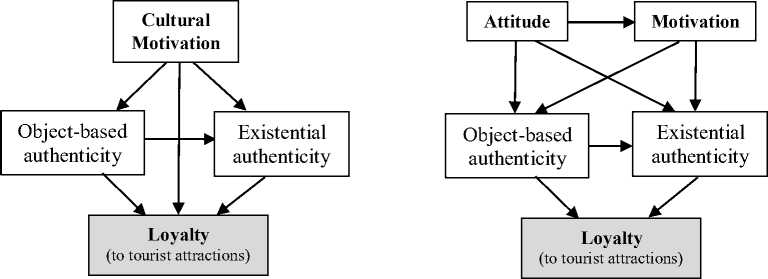 Cultural
Motivation
Object-based
authenticity
Existential
authenticity
Loyalty
(to tourist attractions)
Attitude
Motivation
Object-based
authenticity
Existential
authenticity
Loyalty
(to tourist attractions)